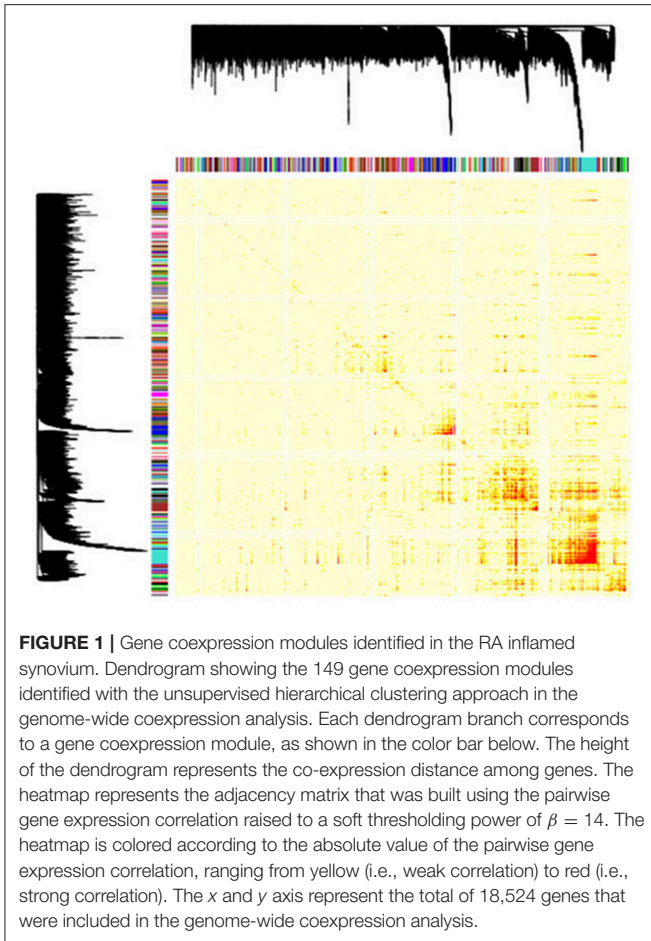 FIGURE 1 | Gene coexpression modules identified in the RA inflamed
synovium. Dendrogram showing the 149 gene coexpression modules
identified with the unsupervised hierarchical clustering approach in the
genome-wide coexpression analysis. Each dendrogram branch corresponds
to a gene coexpression module, as shown in the color bar below. The height
of the dendrogram represents the co-expression distance among genes. The
heatmap represents the adjacency matrix that was built using the pairwise
gene expression correlation raised to a soft thresholding power of β = 14. The
heatmap is colored according to the absolute value of the pairwise gene
expression correlation, ranging from yellow (i.e., weak correlation) to red (i.e.,
strong correlation). The x and y axis represent the total of 18,524 genes that
were included in the genome-wide coexpression analysis.